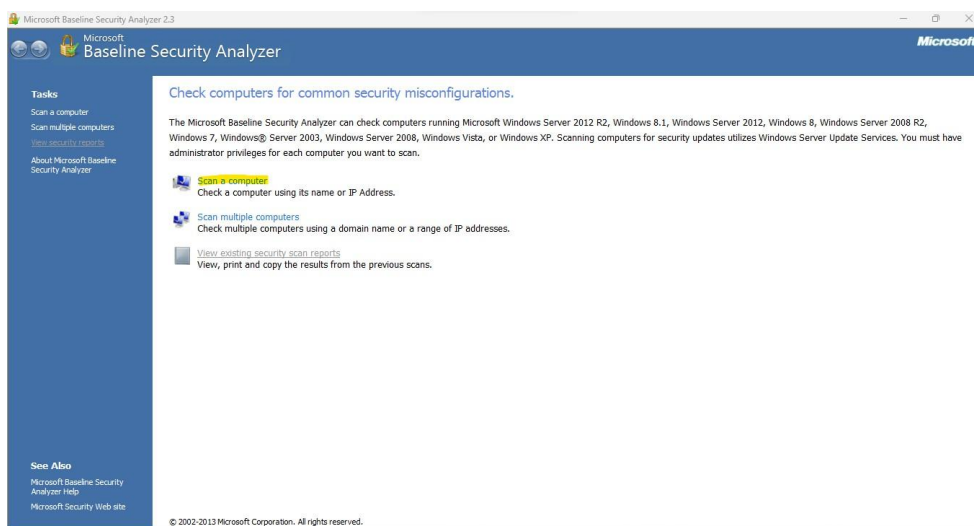 Microsoft Baseline Security Analyzer 2.3
Microsoft
Baseline Security Analyzer
Microsoft
Tasks
Scan a computer
Scan multiple computers
View security reports
About Microsoft Baseline
Security Analyzer
See Also
Microsoft Baseline Security
Analyzer Help
Microsoft Security Web site
Check computers for common security misconfigurations.
The Microsoft Baseline Security Analyzer can check computers running Microsoft Windows Server 2012 R2, Windows 8.1, Windows Server 2012, Windows 8, Windows Server 2008 R2,
Windows 7, Windows® Server 2003, Windows Server 2008, Windows Vista, or Windows XP. Scanning computers for security updates utilizes Windows Server Update Services. You must have
administrator privileges for each computer you want to scan.
Scan a computer
Check a computer using its name or IP Address.
Scan multiple computers
Check multiple computers using a domain name or a range of IP addresses.
View existing security scan reports
View, print and copy the results from the previous scans.
© 2002-2013 Microsoft Corporation. All rights reserved.